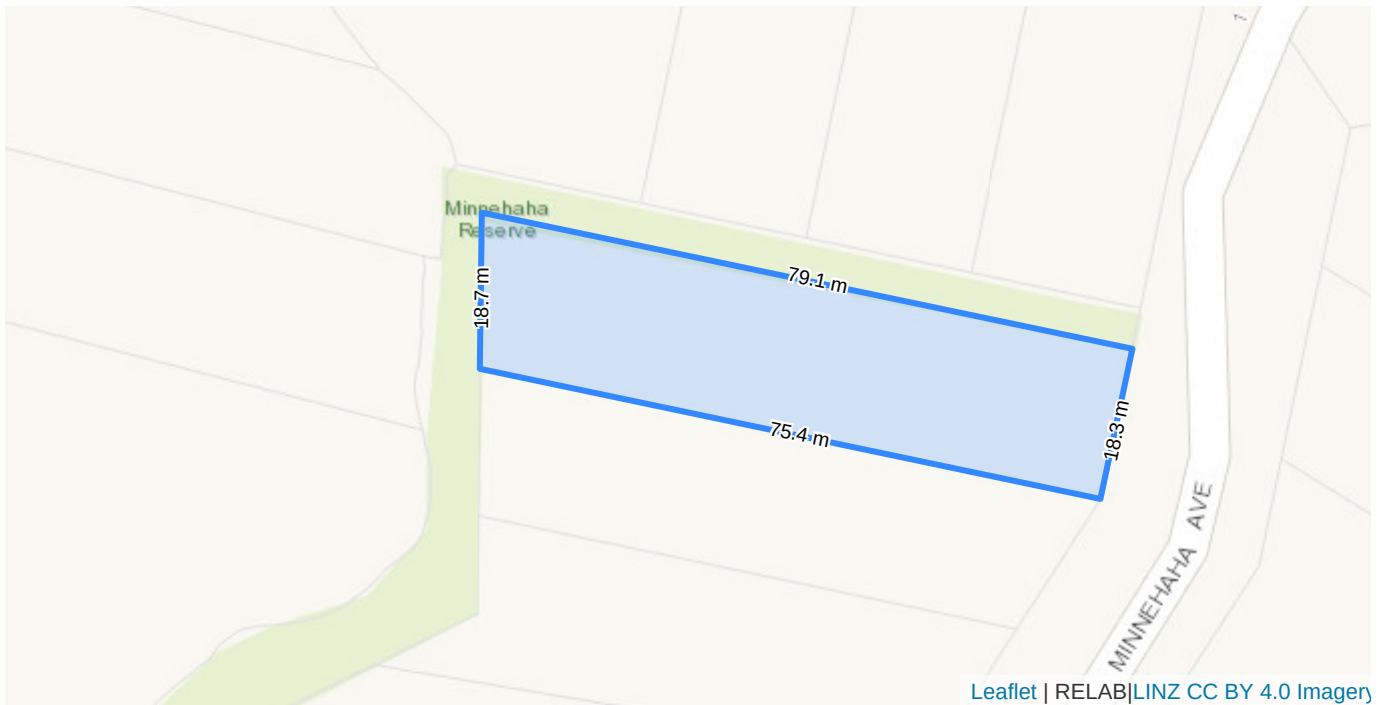 Minnehaha
Reserve
79.1 m
18.7 m
75.4 m
18.3 m
MINNEHAHA AVE
Leaflet | RELAB|LINZ CC BY 4.0 Imagery